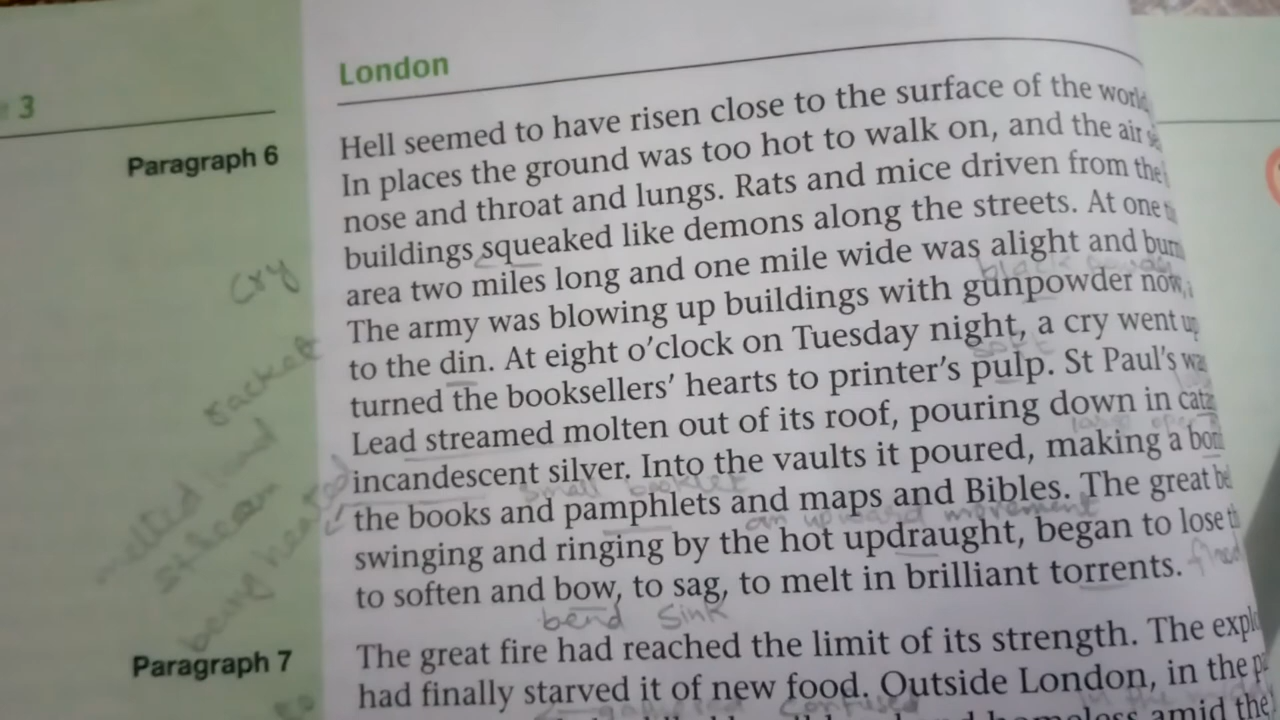 London
3
Paragraph 6
Hell seemed to have risen close to the surface of the
In places the ground was too hot to walk on, and the air
nose and throat and lungs. Rats and mice driven from the
buildings squeaked like demons along the streets. At one
cry
area two miles long and one mile wide was alight and
The army was blowing up buildings with gunpowder now,
to the din. At eight o'clock on Tuesday night, a cry went up
racket
turned the booksellers' hearts to printer's pulp. St Paul's
Lead streamed molten out of its roof, pouring down in
melted
incandescent silver. Into the vaults it poured, making a
stream
being heated
small booklet
the books and pamphlets and maps and Bibles. The great
an upward movement
swinging and ringing by the hot updraught, began to lose
to soften and bow, to sag, to melt in brilliant torrents.
bend sink
Paragraph 7
The great fire had reached the limit of its strength. The
had finally starved it of new food. Outside London, in the
confused
amid the